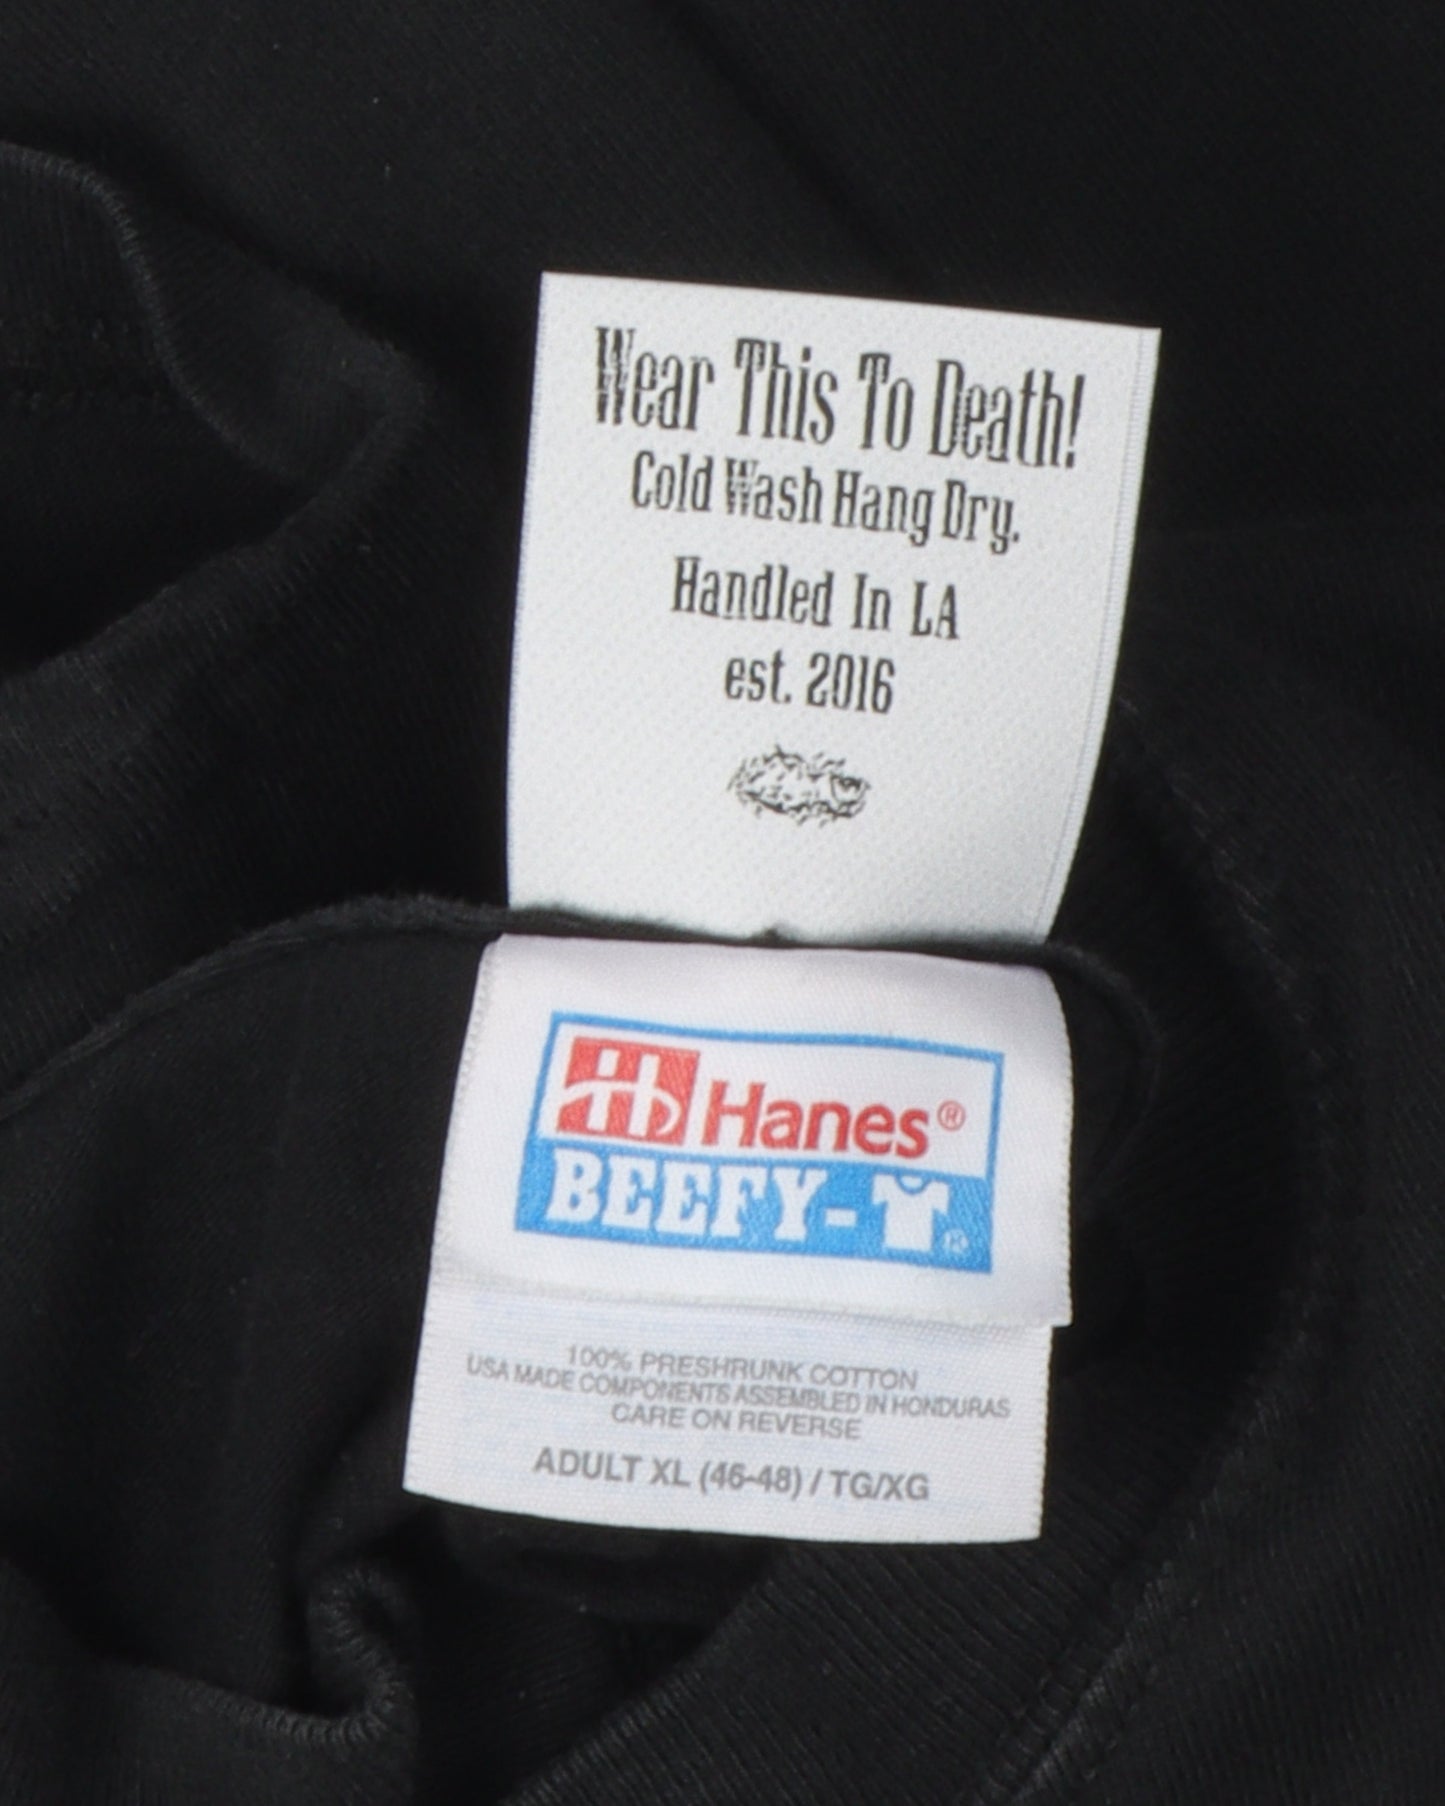 Wear This To Death!
Cold Wash Hang Dry.
Handled In LA
est. 2016
Hanes®
BEEFY-T®
100% PRESHRUNK COTTON
USA MADE COMPONENTS ASSEMBLED IN HONDURAS
CARE ON REVERSE
ADULT XL (46-48) / TG/XG